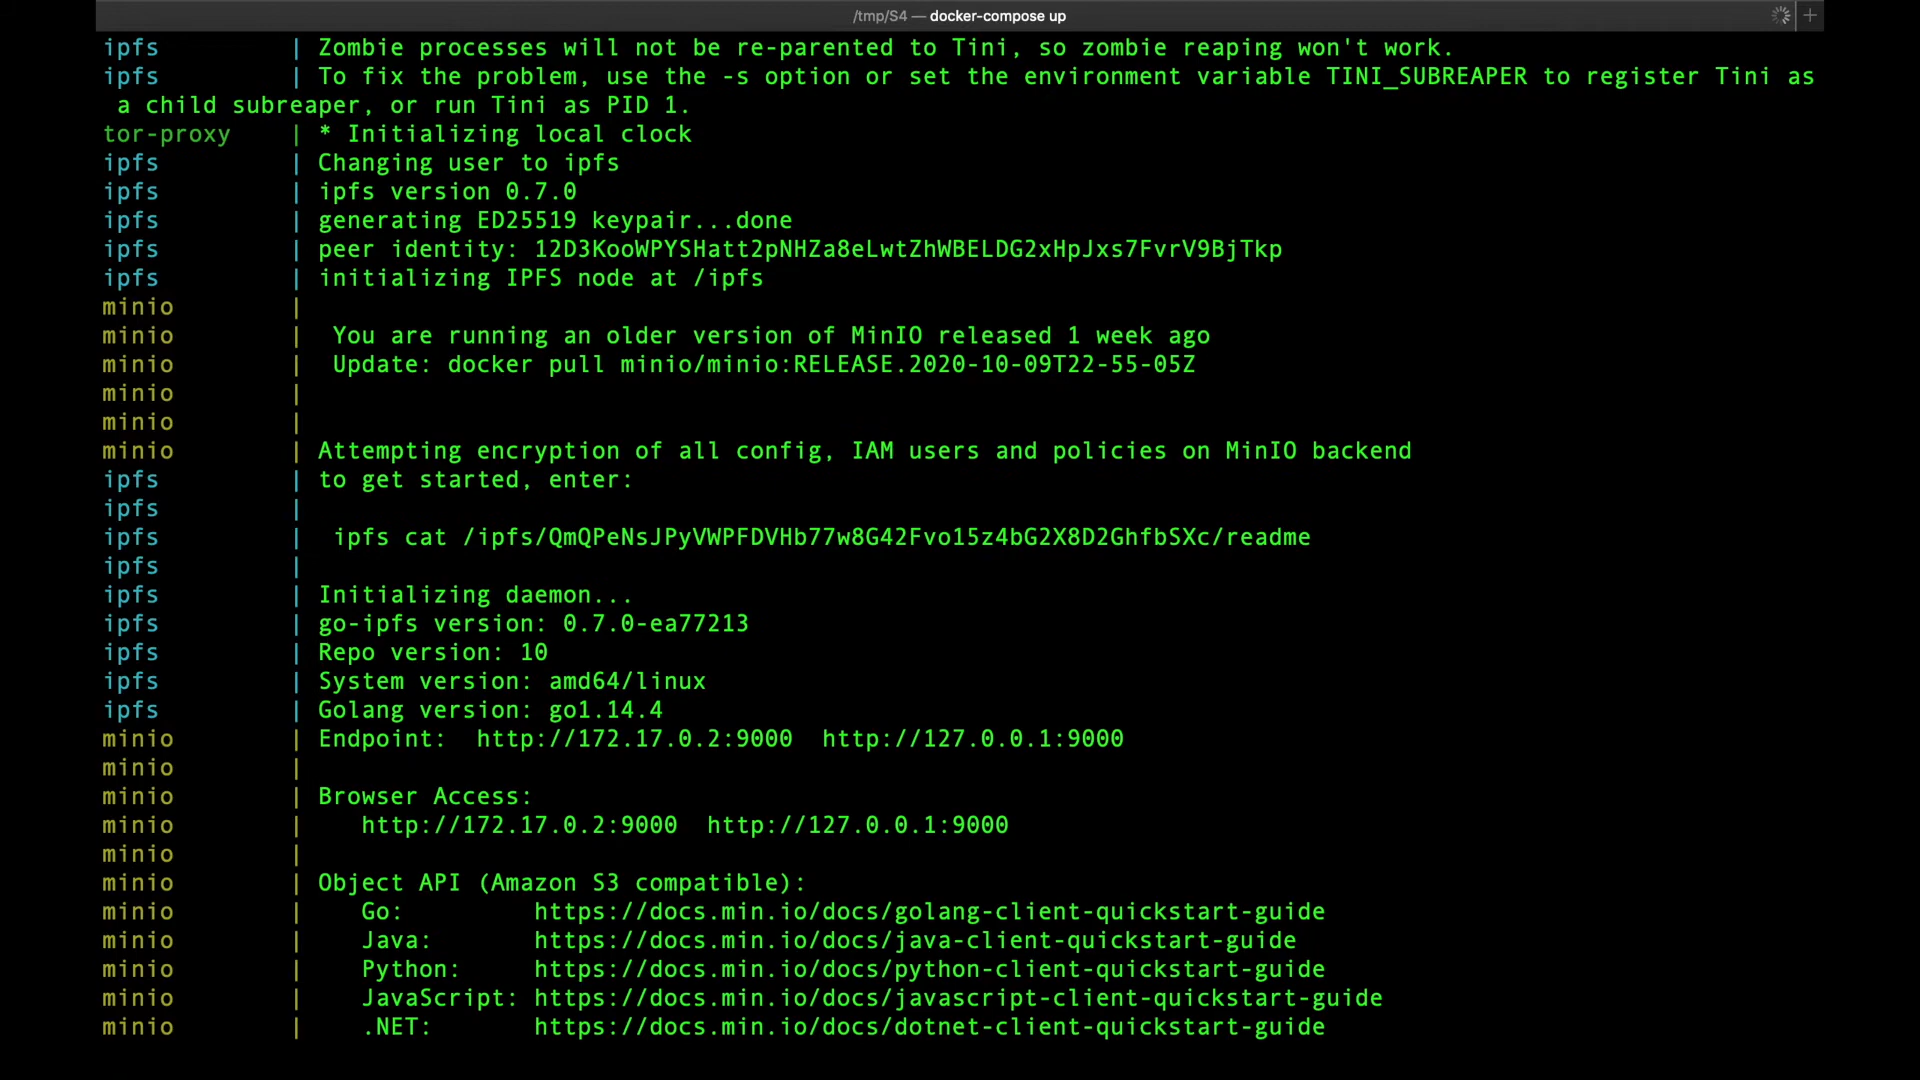 /tmp/S4 — docker-compose up
ipfs | Zombie processes will not be re-parented to Tini, so zombie reaping won't work.
ipfs | To fix the problem, use the -s option or set the environment variable TINI_SUBREAPER to register Tini as
a child subreaper, or run Tini as PID 1.
tor-proxy | * Initializing local clock
ipfs | Changing user to ipfs
ipfs | ipfs version 0.7.0
ipfs | generating ED25519 keypair...done
ipfs | peer identity: 12D3KooWPYSHatt2pNHZa8eLwtZhWBELDG2xHpJxs7FvrV9BjTkp
ipfs | initializing IPFS node at /ipfs
minio |
minio | You are running an older version of MinIO released 1 week ago
minio | Update: docker pull minio/minio:RELEASE.2020-10-09T22-55-05Z
minio |
minio |
minio | Attempting encryption of all config, IAM users and policies on MinIO backend
ipfs | to get started, enter:
ipfs |
ipfs | ipfs cat /ipfs/QmQPeNsJPyVWPFDVHb77w8G42Fvo15z4bG2X8D2GhfbSXc/readme
ipfs |
ipfs | Initializing daemon...
ipfs | go-ipfs version: 0.7.0-ea77213
ipfs | Repo version: 10
ipfs | System version: amd64/linux
ipfs | Golang version: go1.14.4
minio | Endpoint: http://172.17.0.2:9000 http://127.0.0.1:9000
minio |
minio | Browser Access:
minio | http://172.17.0.2:9000 http://127.0.0.1:9000
minio |
minio | Object API (Amazon S3 compatible):
minio | Go: https://docs.min.io/docs/golang-client-quickstart-guide
minio | Java: https://docs.min.io/docs/java-client-quickstart-guide
minio | Python: https://docs.min.io/docs/python-client-quickstart-guide
minio | JavaScript: https://docs.min.io/docs/javascript-client-quickstart-guide
minio | .NET: https://docs.min.io/docs/dotnet-client-quickstart-guide